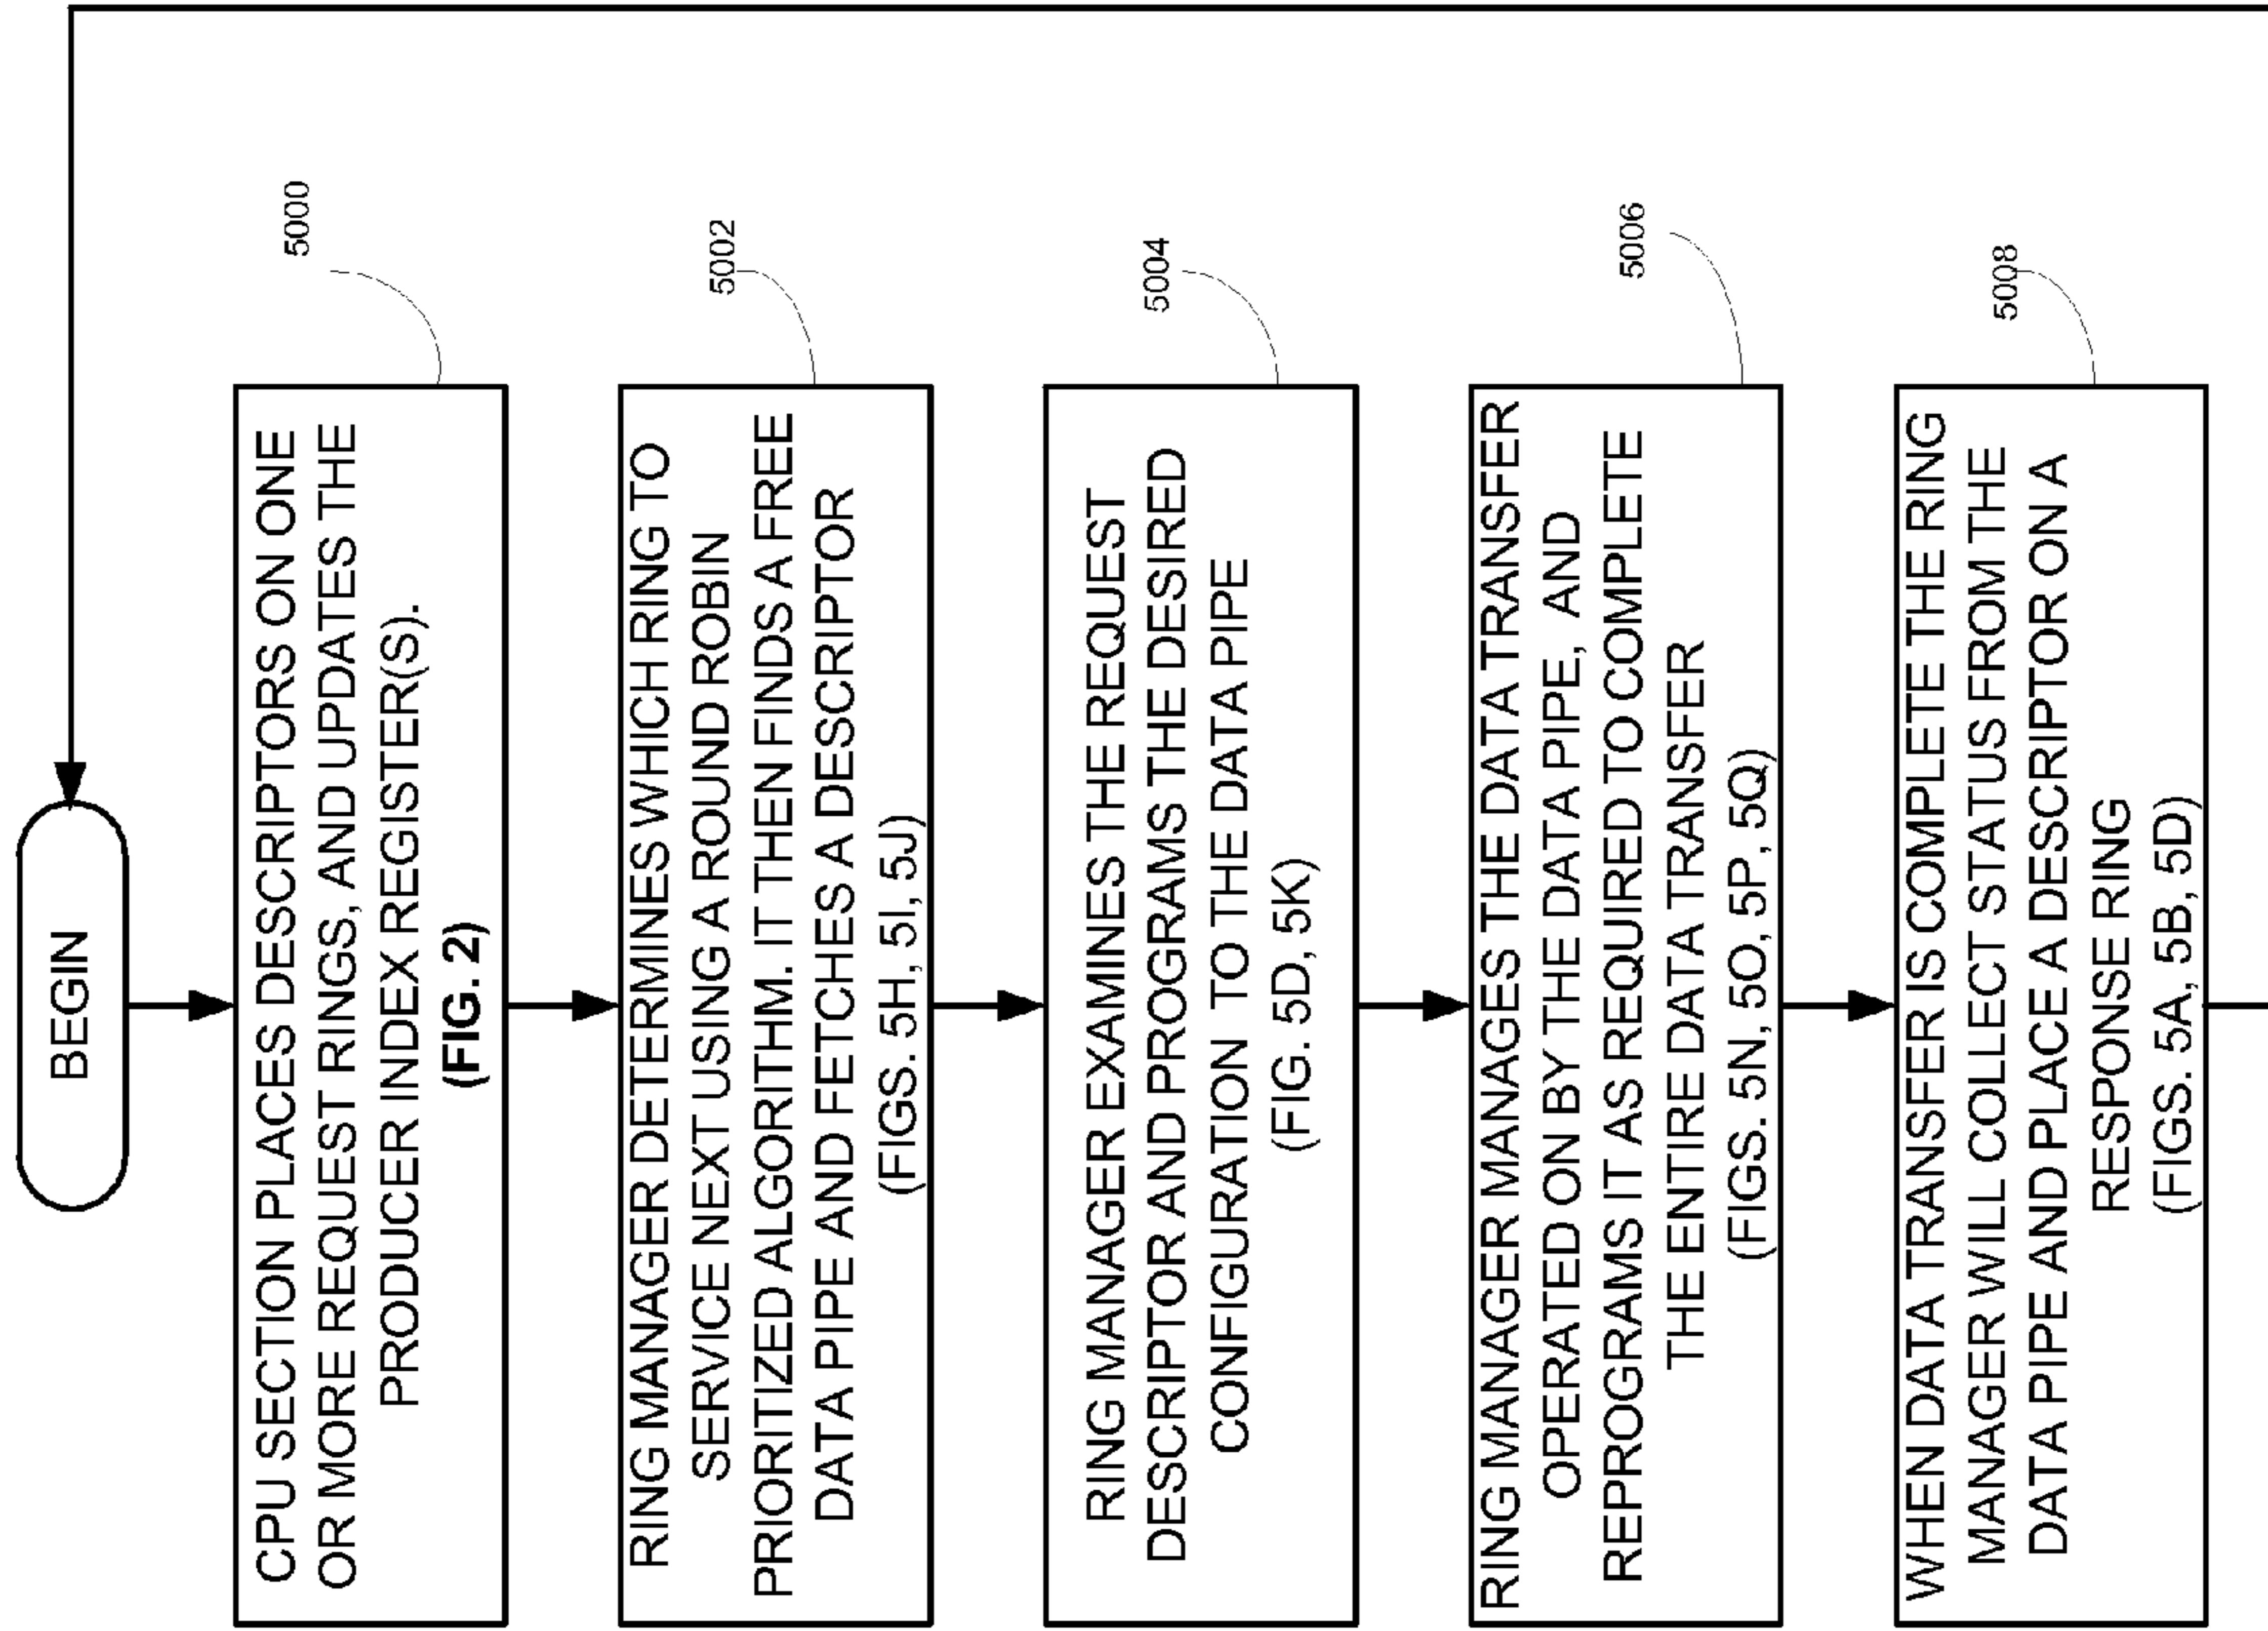 BEGIN
5000
CPU SECTION PLACES DESCRIPTORS ON ONE
OR MORE REQUEST RINGS, AND UPDATES THE
PRODUCER INDEX REGISTER(S).
(FIG. 2)
5002
RING MANAGER DETERMINES WHICH RING TO
SERVICE NEXT USING A ROUND ROBIN
PRIORITIZED ALGORITHM. IT THEN FINDS A FREE
DATA PIPE AND FETCHES A DESCRIPTOR
(FIGS. 5H, 5I, 5J)
5004
RING MANAGER EXAMINES THE REQUEST
DESCRIPTOR AND PROGRAMS THE DESIRED
CONFIGURATION TO THE DATA PIPE
(FIG. 5D, 5K)
5006
RING MANAGER MANAGES THE DATA TRANSFER
OPERATED ON BY THE DATA PIPE, AND
REPROGRAMS IT AS REQUIRED TO COMPLETE
THE ENTIRE DATA TRANSFER
(FIGS. 5N, 5O, 5P, 5Q)
5008
WHEN DATA TRANSFER IS COMPLETE THE RING
MANAGER WILL COLLECT STATUS FROM THE
DATA PIPE AND PLACE A DESCRIPTOR ON A
RESPONSE RING
(FIGS. 5A, 5B, 5D)